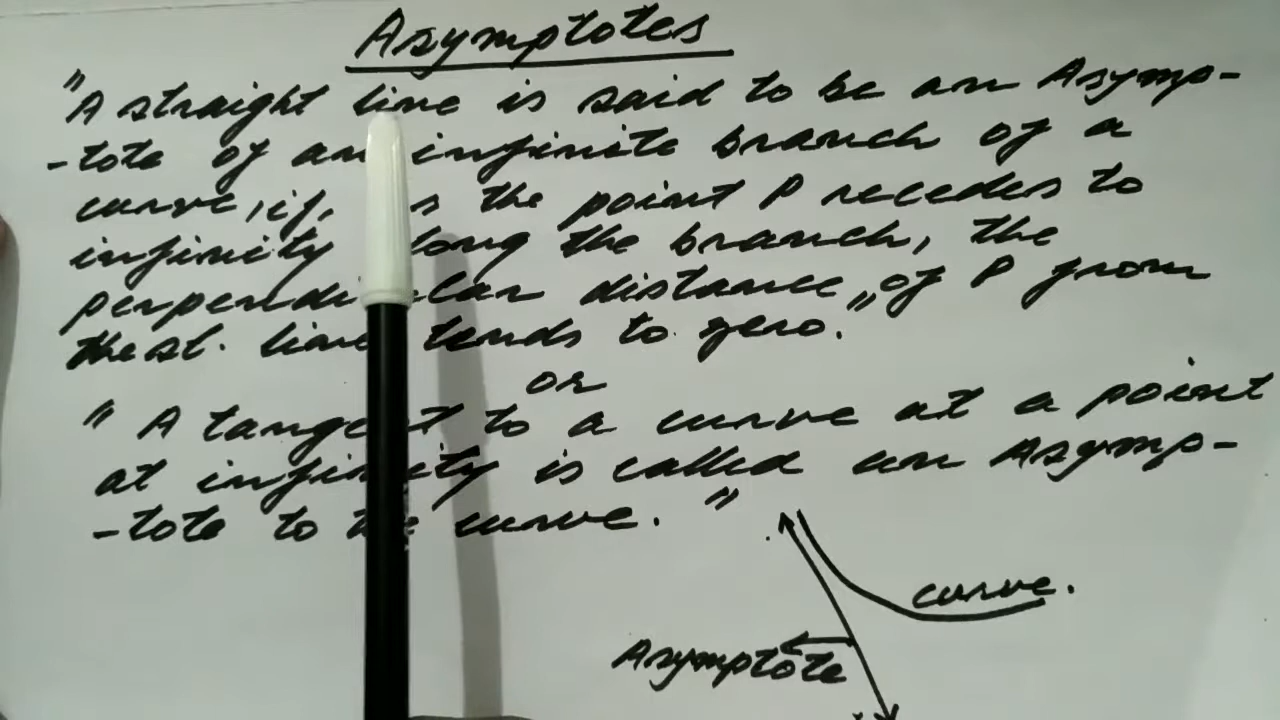 Asymptotes
"A straight line is said to be an Asymp-
-tote of an infinite branch of a
curve, if, as the point P recedes to
infinity along the branch, the
perpendicular distance of P from
the st. line tends to zero."
or
" A tangent to a curve at a point
at infinity is called an Asymp-
-tote to the curve. "
curve.
Asymptote